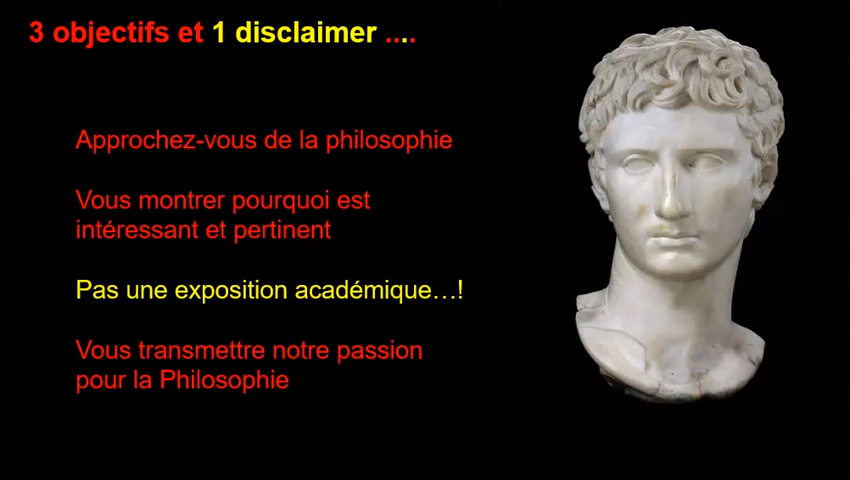 3 objectifs et 1 disclaimer ....
Approchez-vous de la philosophie
Vous montrer pourquoi est
intéressant et pertinent
Pas une exposition académique…!
Vous transmettre notre passion
pour la Philosophie